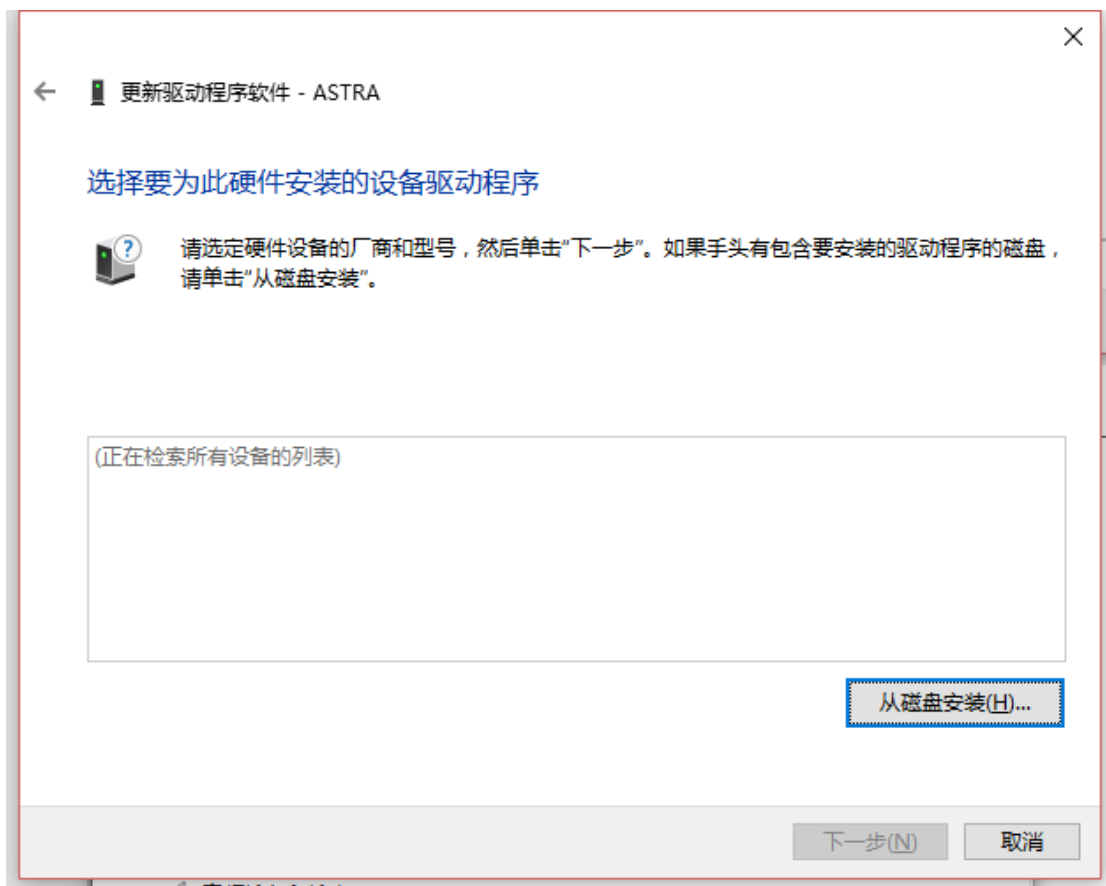 更新驱动程序软件 - ASTRA
选择要为此硬件安装的设备驱动程序
请选定硬件设备的厂商和型号，然后单击“下一步”。如果手头有包含要安装的驱动程序的磁盘，
请单击“从磁盘安装”。
(正在检索所有设备的列表)
从磁盘安装(H)...
下一步(N)
取消